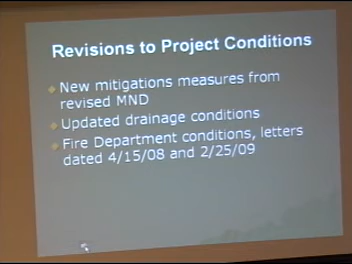 Revisions to Project Conditions
New mitigations measures from
revised MND
Updated drainage conditions
Fire Department conditions, letters
dated 4/15/08 and 2/25/09